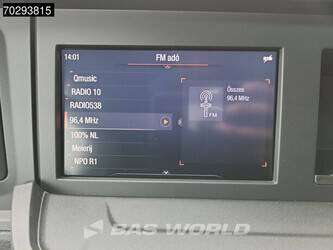 70293815
14:01
FM adó
Qmusic
RADIO 10
RADIO538
96,4 MHz
100% NL
Meierij
NPO R1
Összes
96,4 MHz
FM
BAS WORLD